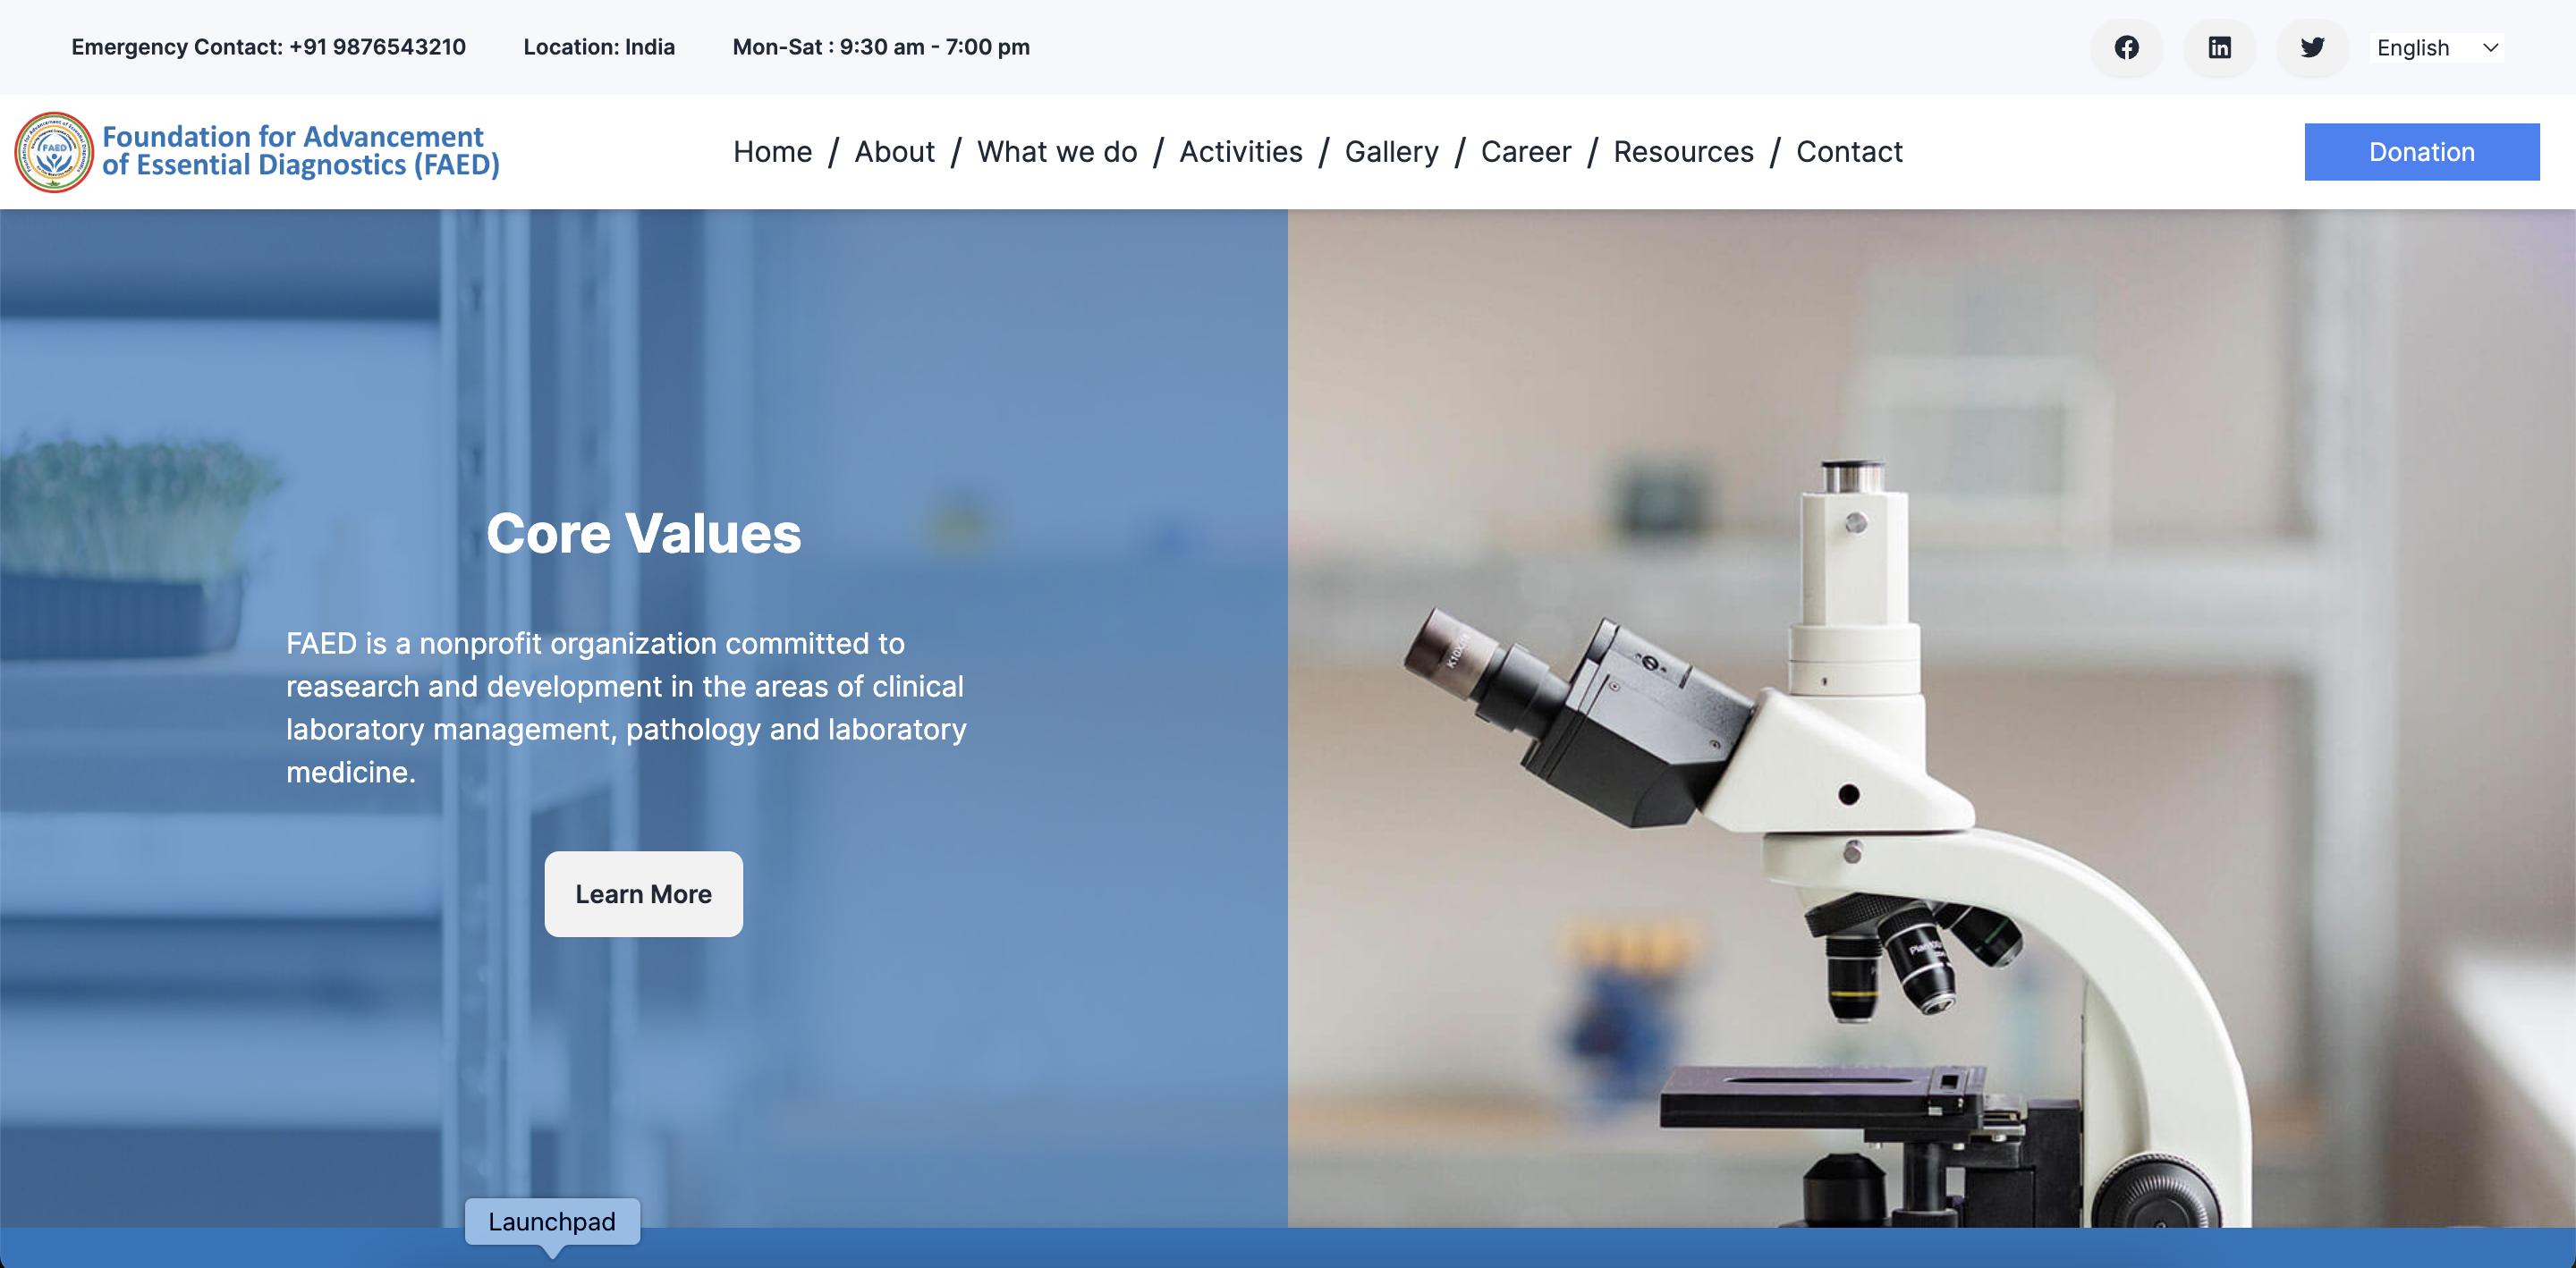 Emergency Contact: +91 9876543210 Location: India Mon-Sat : 9:30 am - 7:00 pm English
FAED
Foundation for Advancement
of Essential Diagnostics (FAED)
Home / About / What we do / Activities / Gallery / Career / Resources / Contact
Donation
Core Values
FAED is a nonprofit organization committed to
reasearch and development in the areas of clinical
laboratory management, pathology and laboratory
medicine.
Learn More
Launchpad